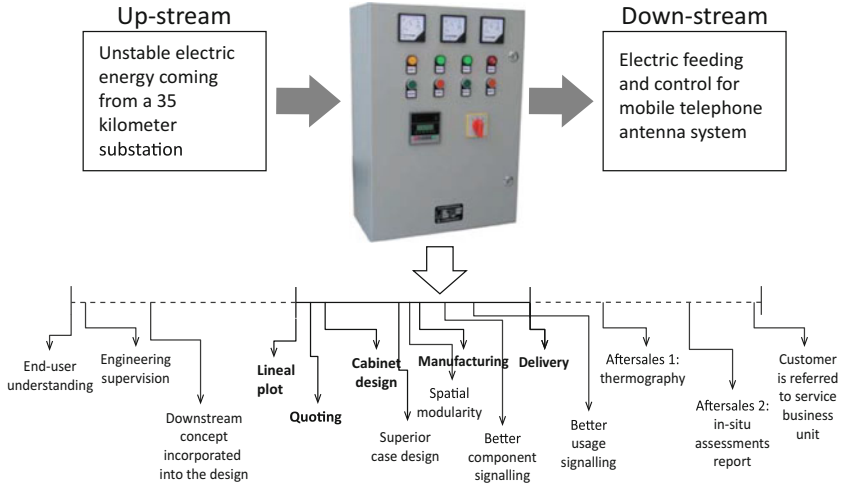 Up-stream
Down-stream
Unstable electric
energy coming
from a 35
kilometer
substation
Electric feeding
and control for
mobile telephone
antenna system
End-user
understanding
Engineering
supervision
Downstream
concept
incorporated
into the design
Lineal
plot
Quoting
Cabinet
design
Superior
case design
Manufacturing
Spatial
modularity
Better
component
signalling
Delivery
Better
usage
signalling
Aftersales 1:
thermography
Aftersales 2:
in-situ
assessments
report
Customer
is referred
to service
business
unit